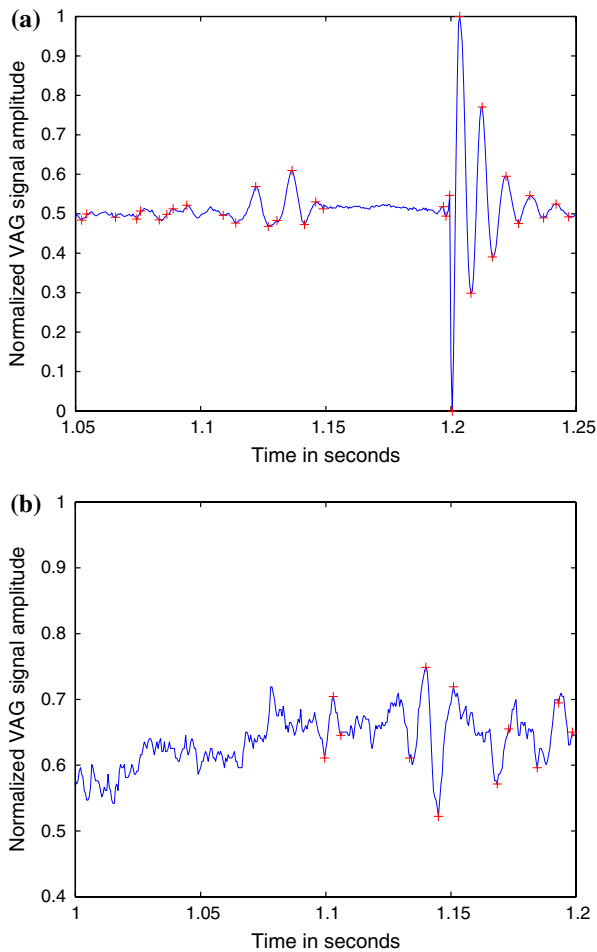 (a)
1
0.9
0.8
0.7
0.6
0.5
0.4
0.3
0.2
0.1
0
Normalized VAG signal amplitude
1.05 1.1 1.15 1.2 1.25
Time in seconds
(b)
1
0.9
0.8
0.7
0.6
0.5
0.4
Normalized VAG signal amplitude
1 1.05 1.1 1.15 1.2
Time in seconds